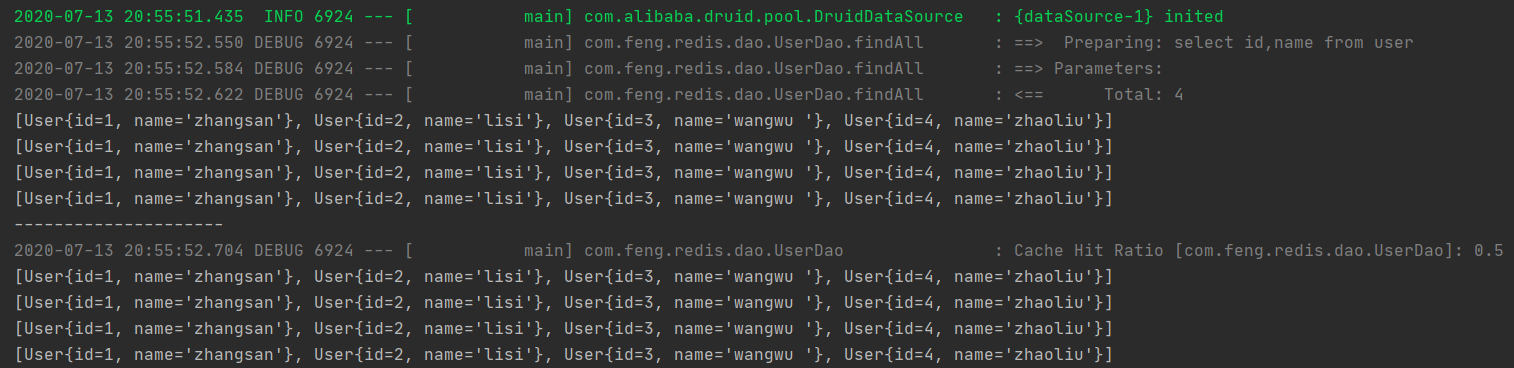 2020-07-13 20:55:51.435  INFO 6924 --- [           main] com.alibaba.druid.pool.DruidDataSource   : {dataSource-1} inited
2020-07-13 20:55:52.550 DEBUG 6924 --- [           main] com.feng.redis.dao.UserDao.findAll       : ==>  Preparing: select id,name from user
2020-07-13 20:55:52.584 DEBUG 6924 --- [           main] com.feng.redis.dao.UserDao.findAll       : ==> Parameters:
2020-07-13 20:55:52.622 DEBUG 6924 --- [           main] com.feng.redis.dao.UserDao.findAll       : <==      Total: 4
[User{id=1, name='zhangsan'}, User{id=2, name='lisi'}, User{id=3, name='wangwu '}, User{id=4, name='zhaoliu'}]
[User{id=1, name='zhangsan'}, User{id=2, name='lisi'}, User{id=3, name='wangwu '}, User{id=4, name='zhaoliu'}]
[User{id=1, name='zhangsan'}, User{id=2, name='lisi'}, User{id=3, name='wangwu '}, User{id=4, name='zhaoliu'}]
[User{id=1, name='zhangsan'}, User{id=2, name='lisi'}, User{id=3, name='wangwu '}, User{id=4, name='zhaoliu'}]
---------------------
2020-07-13 20:55:52.704 DEBUG 6924 --- [           main] com.feng.redis.dao.UserDao               : Cache Hit Ratio [com.feng.redis.dao.UserDao]: 0.5
[User{id=1, name='zhangsan'}, User{id=2, name='lisi'}, User{id=3, name='wangwu '}, User{id=4, name='zhaoliu'}]
[User{id=1, name='zhangsan'}, User{id=2, name='lisi'}, User{id=3, name='wangwu '}, User{id=4, name='zhaoliu'}]
[User{id=1, name='zhangsan'}, User{id=2, name='lisi'}, User{id=3, name='wangwu '}, User{id=4, name='zhaoliu'}]
[User{id=1, name='zhangsan'}, User{id=2, name='lisi'}, User{id=3, name='wangwu '}, User{id=4, name='zhaoliu'}]